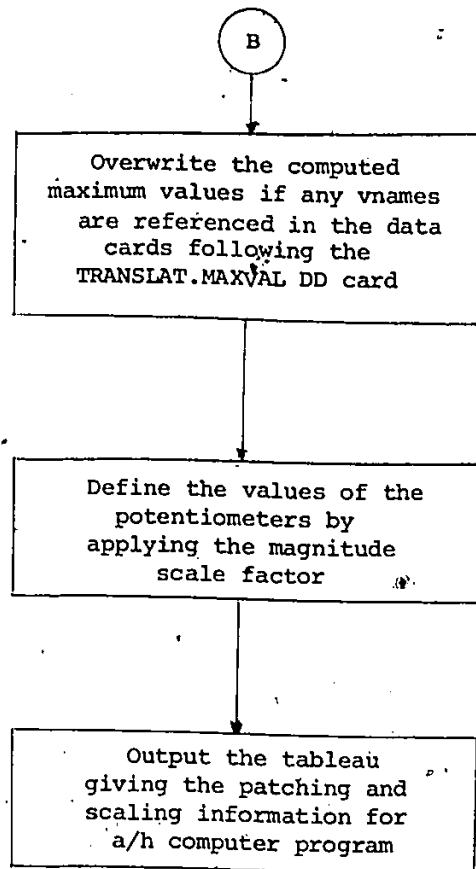 B
Overwrite the computed
maximum values if any vnames
are referenced in the data
cards following the
TRANSLAT.MAXVAL DD card
Define the values of the
potentiometers by
applying the magnitude
scale factor
Output the tableau
giving the patching and
scaling information for
a/h computer program